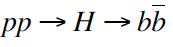 pp → H → bb̅